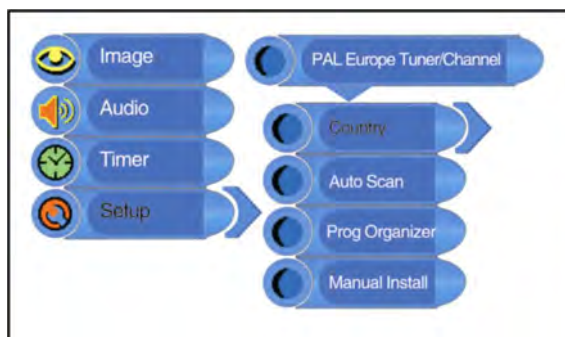 Image
Audio
Timer
Setup
PAL Europe Tuner/Channel
Country
Auto Scan
Prog Organizer
Manual Install